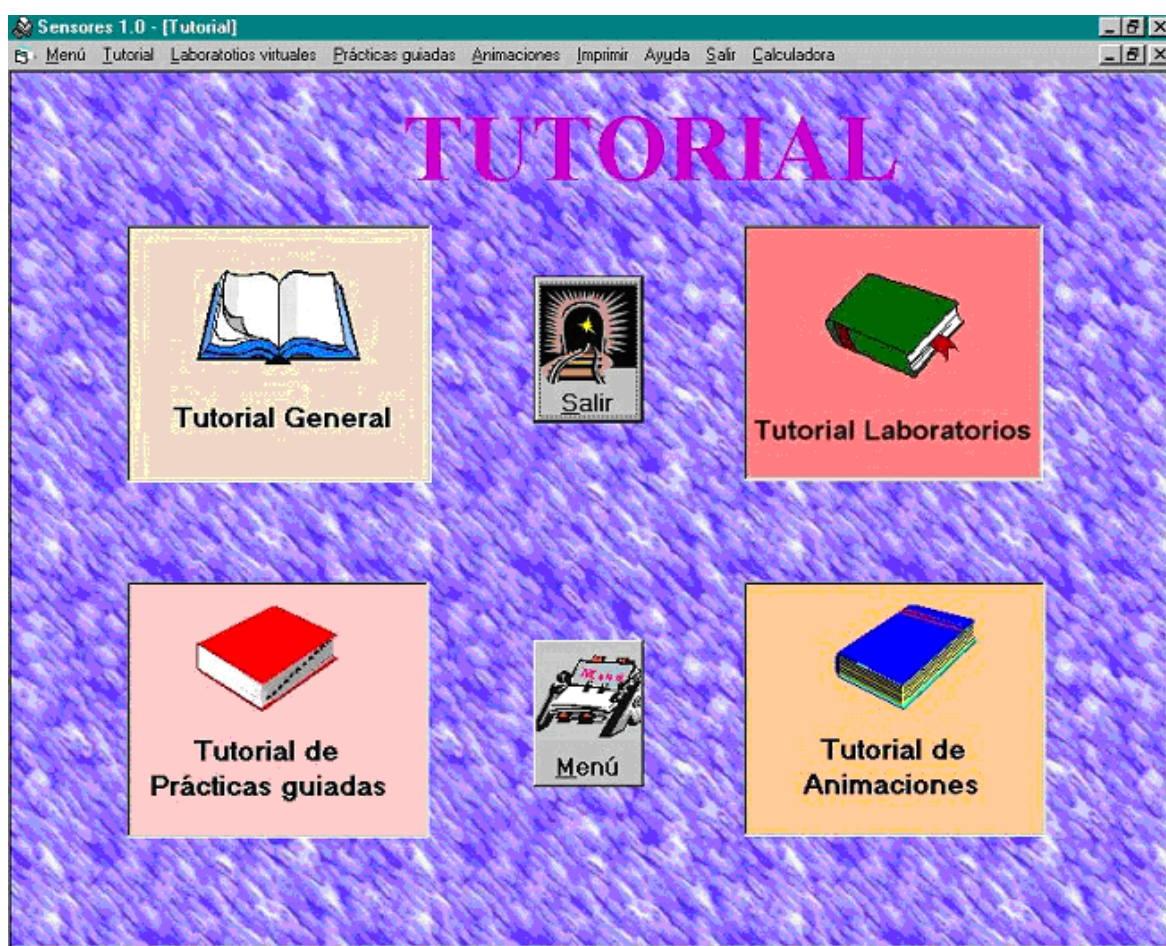 Sensores 1.0 - [Tutorial]
Menú Tutorial Laboratotios virtuales Prácticas guiadas Animaciones Imprimir Ayuda Salir Calculadora
TUTORIAL
Tutorial General
Salir
Tutorial Laboratorios
Tutorial de
Prácticas guiadas
Menú
Tutorial de
Animaciones